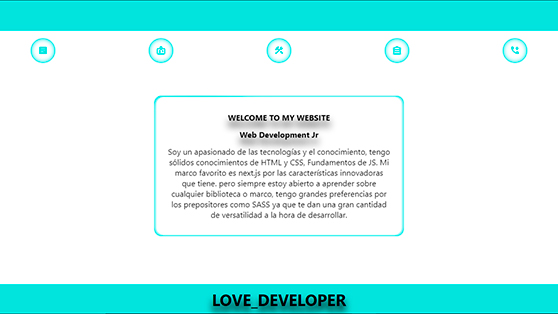 WELCOME TO MY WEBSITE
Web Development Jr
Soy un apasionado de las tecnologías y el conocimiento, tengo
sólidos conocimientos de HTML y CSS, Fundamentos de JS. Mi
marco favorito es next.js por las características innovadoras
que tiene. pero siempre estoy abierto a aprender sobre
cualquier biblioteca o marco, tengo grandes preferencias por
los prepositores como SASS ya que te dan una gran cantidad
de versatilidad a la hora de desarrollar.
LOVE_DEVELOPER